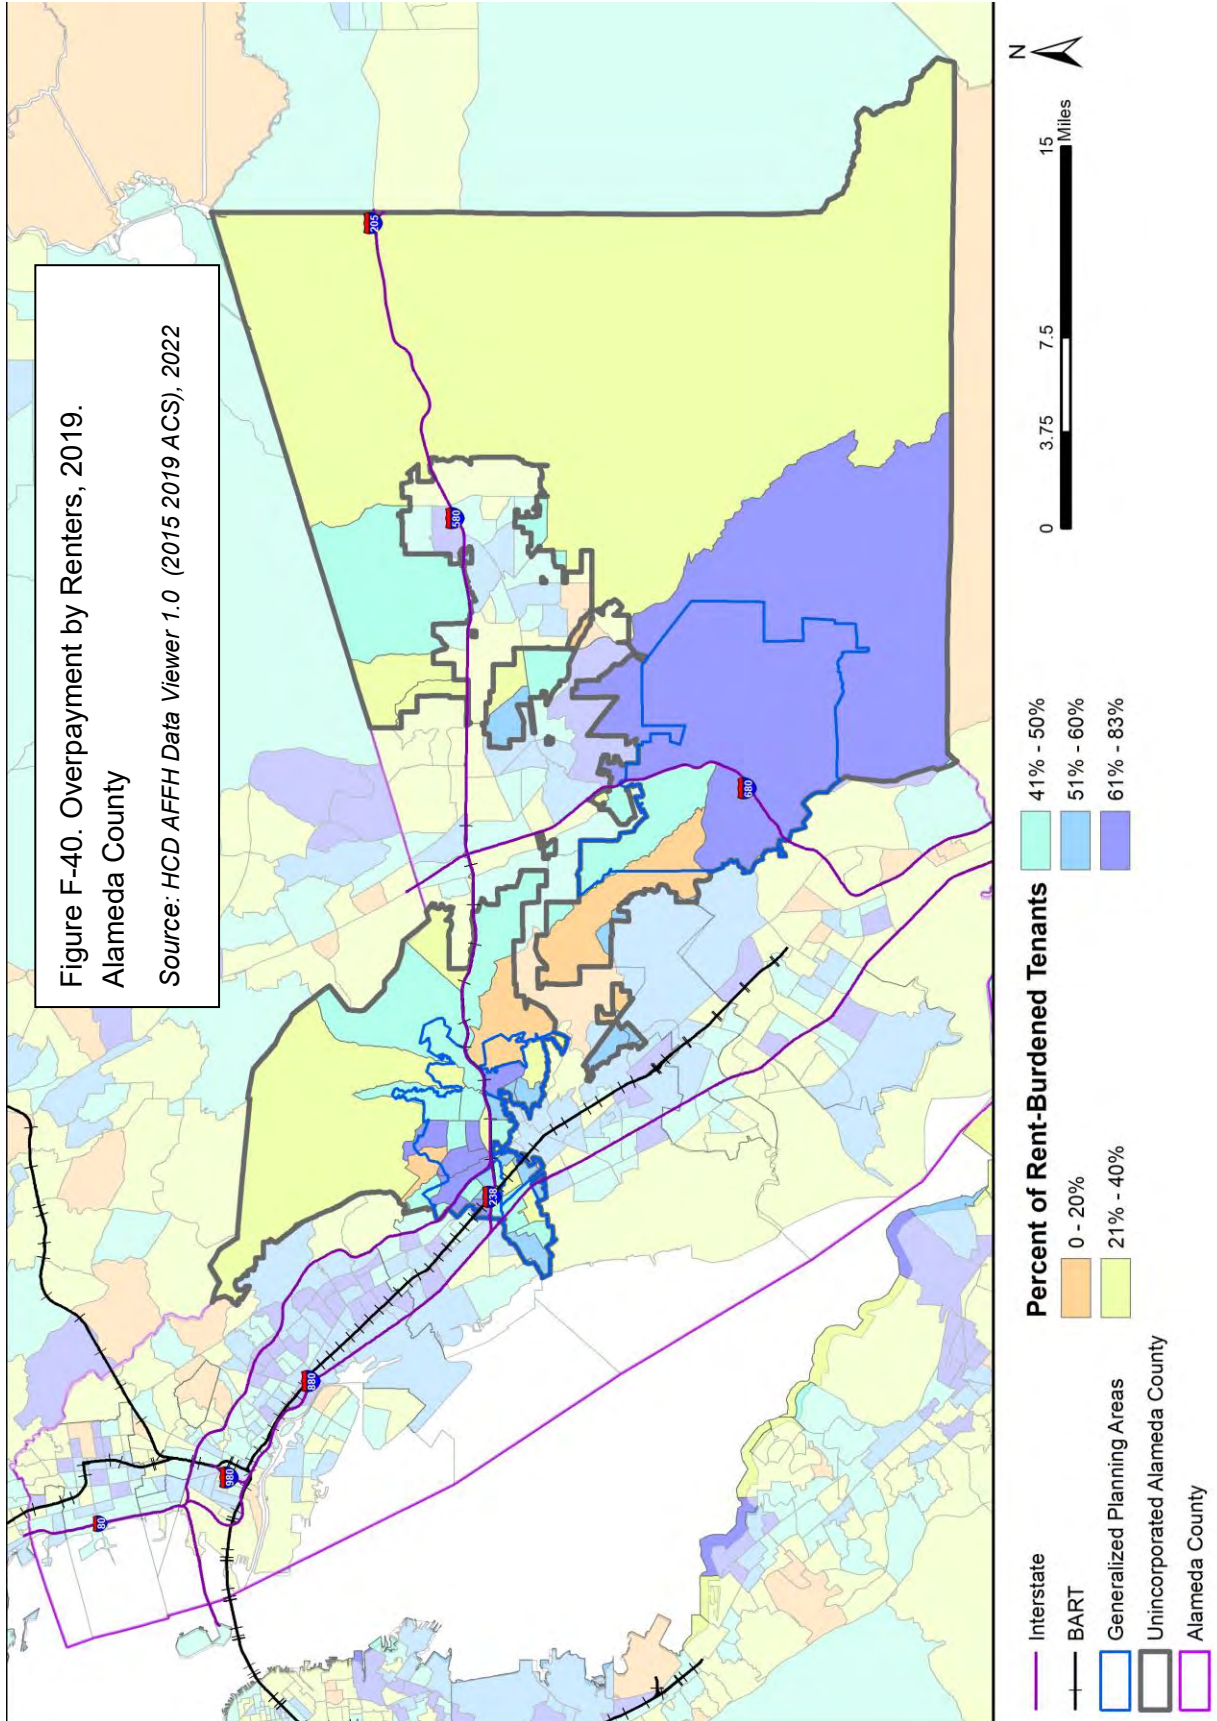 Figure F-40. Overpayment by Renters, 2019.
Alameda County
Source: HCD AFFH Data Viewer 1.0 (2015 2019 ACS), 2022
80
980
880
238
580
205
680
Interstate
BART
Generalized Planning Areas
Unincorporated Alameda County
Alameda County
Percent of Rent-Burdened Tenants
0 - 20%
21% - 40%
41% - 50%
51% - 60%
61% - 83%
0 3.75 7.5 15
Miles
N